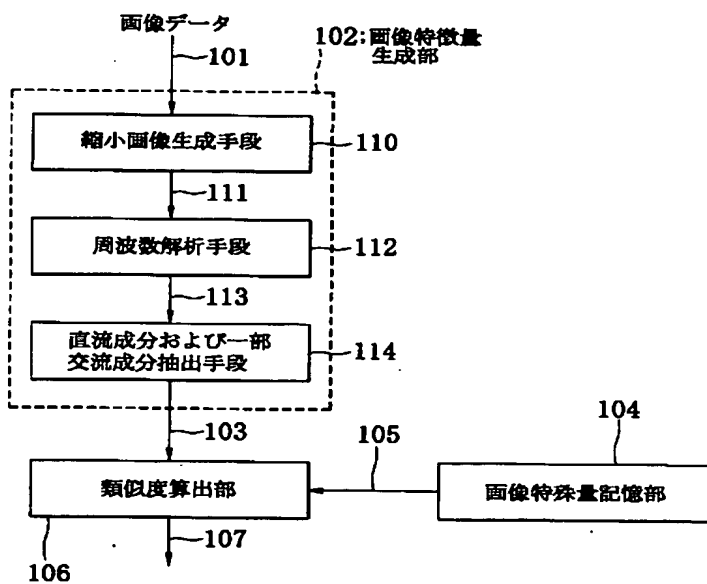 画像データ
101
102:画像特徴量
生成部
縮小画像生成手段
110
111
周波数解析手段
112
113
直流成分および一部
交流成分抽出手段
114
103
105
104
類似度算出部
画像特殊量記憶部
106
107